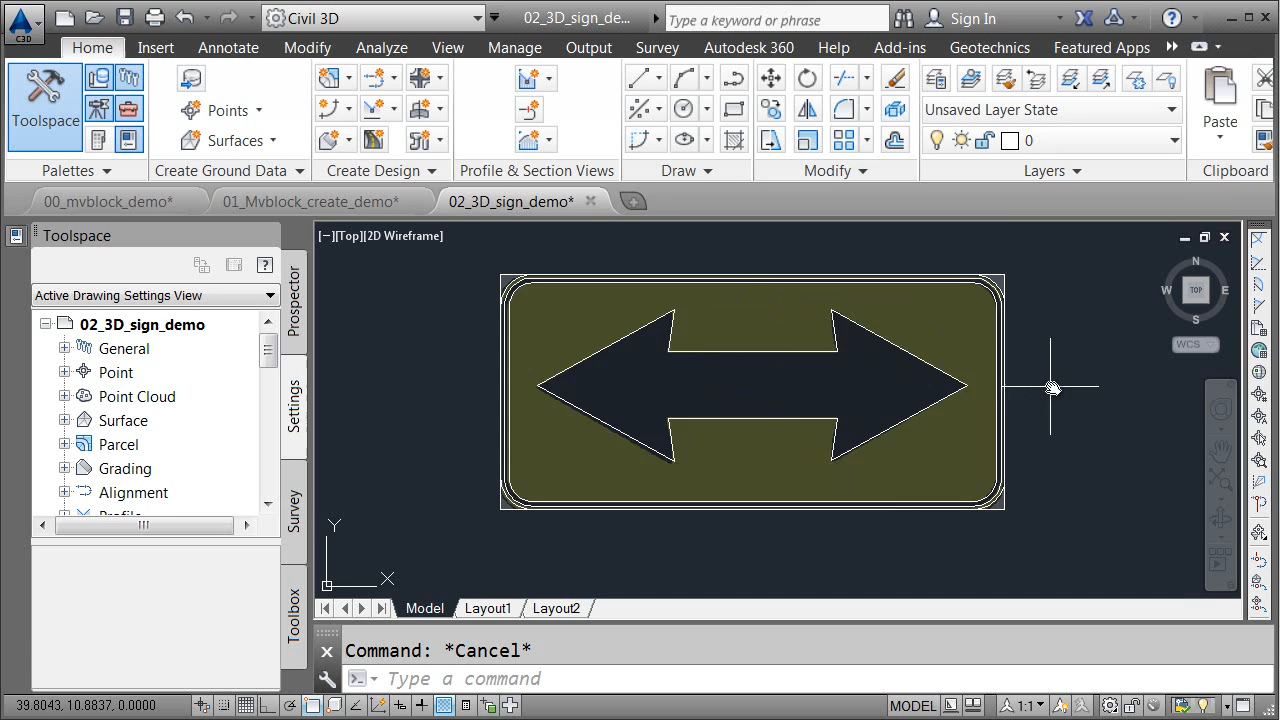 C3D
Civil 3D
02_3D_sign_de...
Type a keyword or phrase
Sign In
Home
Insert
Annotate
Modify
Analyze
View
Manage
Output
Survey
Autodesk 360
Help
Add-ins
Geotechnics
Featured Apps
Toolspace
Points
Surfaces
Unsaved Layer State
0
Paste
Palettes
Create Ground Data
Create Design
Profile & Section Views
Draw
Modify
Layers
Clipboard
00_mvblock_demo*
01_Mvblock_create_demo*
02_3D_sign_demo*
Toolspace
Active Drawing Settings View
02_3D_sign_demo
General
Point
Point Cloud
Surface
Parcel
Grading
Alignment
Profile
Prospector
Settings
Survey
Toolbox
[−][Top][2D Wireframe]
N
W
TOP
E
S
WCS
Y
X
Model
Layout1
Layout2
Command: *Cancel*
Type a command
39.8043, 10.8837, 0.0000
MODEL
1:1